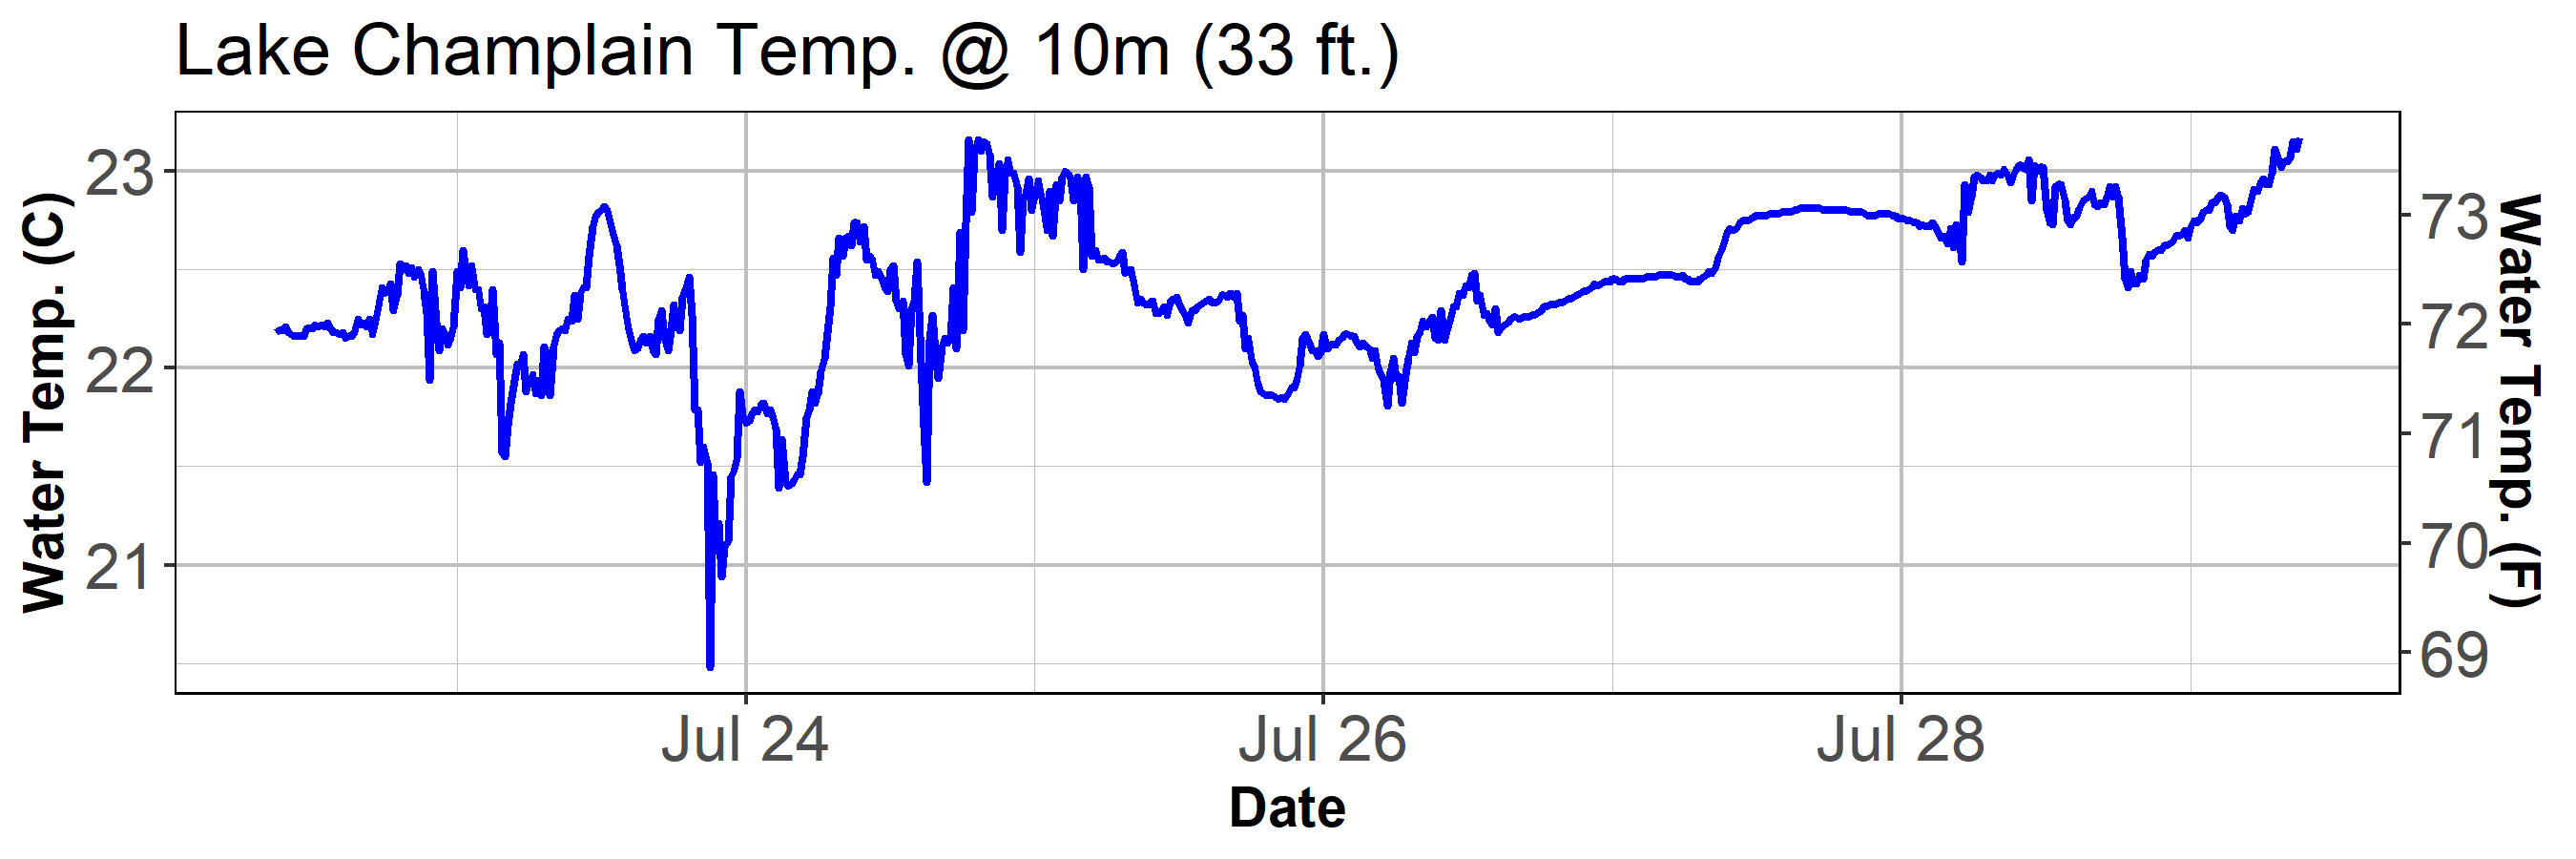 Lake Champlain Temp. @ 10m (33 ft.)
Water Temp. (C)
23
22
21
73
72
71
70
69
Water Temp. (F)
Jul 24 Jul 26 Jul 28
Date